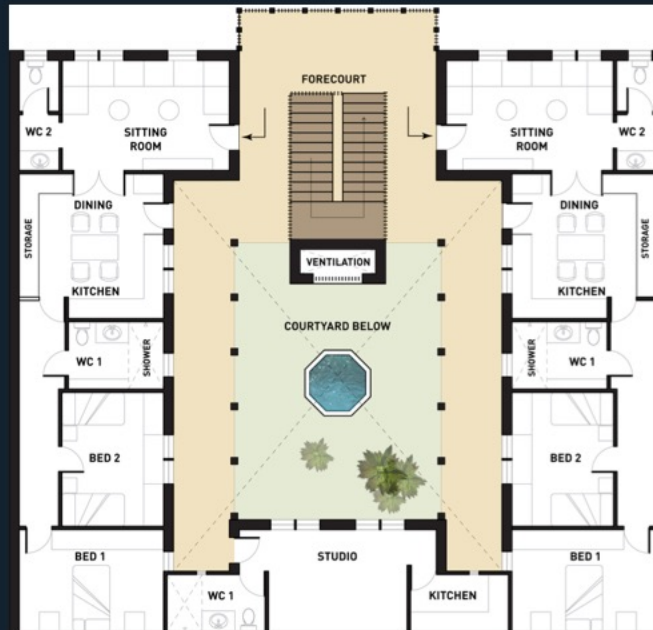 FORECOURT
WC 2
SITTING
ROOM
SITTING
ROOM
WC 2
DINING
STORAGE
KITCHEN
VENTILATION
DINING
STORAGE
KITCHEN
COURTYARD BELOW
WC 1
SHOWER
SHOWER
WC 1
BED 2
BED 2
BED 1
STUDIO
BED 1
WC 1
KITCHEN